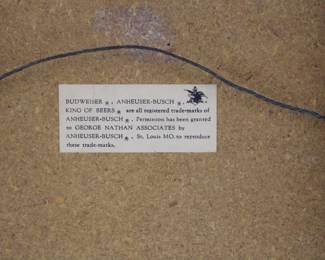 BUDWEISER ®, ANHEUSER-BUSCH ®,
KING OF BEERS ® are all registered trade-marks of
ANHEUSER-BUSCH ®. Permission has been granted
to GEORGE NATHAN ASSOCIATES by
ANHEUSER-BUSCH ®, St. Louis MO. to reproduce
these trade-marks.